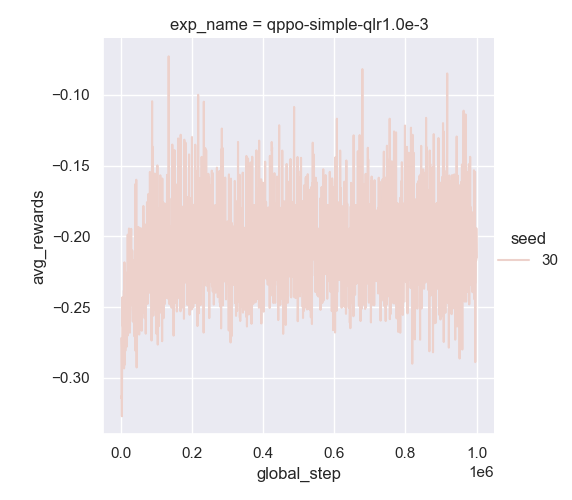 exp_name = qppo-simple-qlr1.0e-3
−0.10
−0.15
−0.20
−0.25
−0.30
avg_rewards
seed
30
0.0 0.2 0.4 0.6 0.8 1.0
1e6
global_step